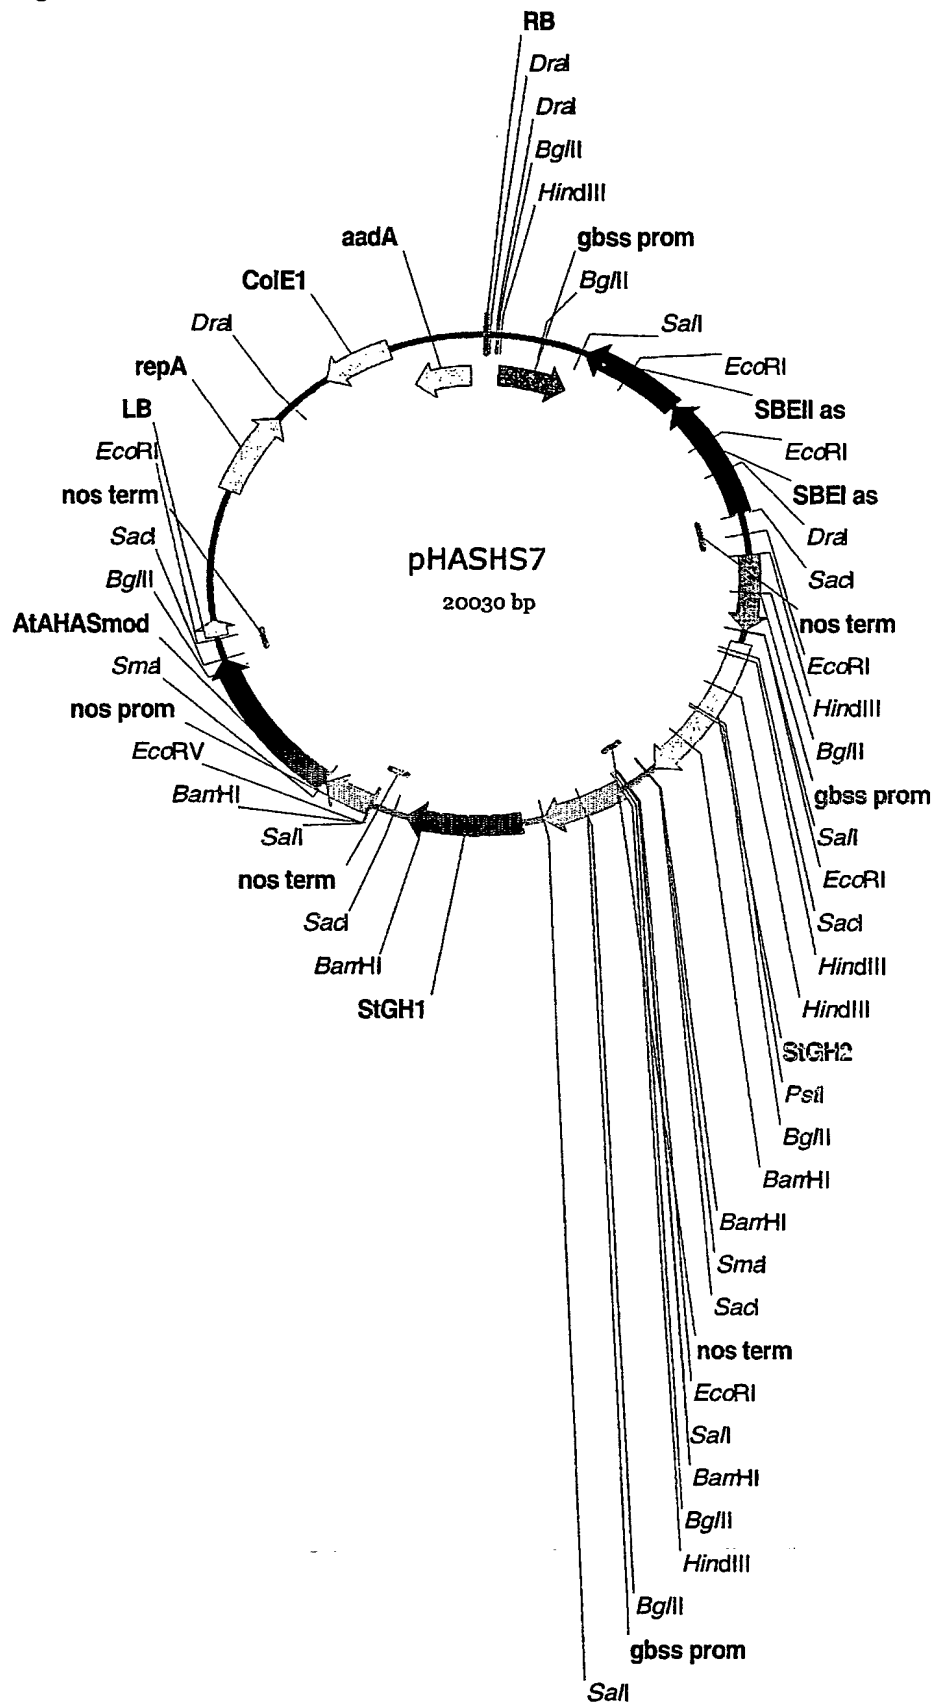 RB
DraI
DraI
BglII
HindIII
gbss prom
BglII
SalI
EcoRI
SBEII as
EcoRI
SBEI as
DraI
SacI
nos term
EcoRI
HindIII
BglII
gbss prom
SalI
EcoRI
SacI
HindIII
HindIII
StGH2
PstI
BglII
BamHI
BamHI
SmaI
SacI
nos term
EcoRI
SalI
BamHI
BglII
HindIII
BglII
gbss prom
SalI
StGH1
BamHI
SacI
nos term
SalI
BamHI
EcoRV
nos prom
SmaI
AtAHASmod
BglII
SacI
nos term
EcoRI
LB
repA
DraI
ColE1
aadA
pHASHS7
20030 bp